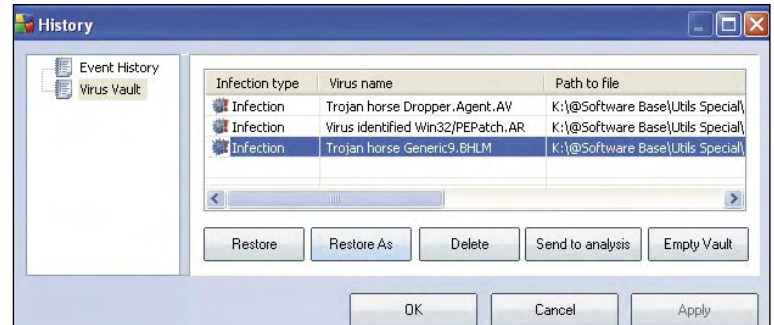 History
Event History
Virus Vault
Infection type Virus name Path to file
Infection Trojan horse Dropper.Agent.AV K:\@Software Base\Utils Special\
Infection Virus identified Win32/PEPatch.AR K:\@Software Base\Utils Special\
Infection Trojan horse Generic9.BHLM K:\@Software Base\Utils Special\
Restore Restore As Delete Send to analysis Empty Vault
OK Cancel Apply